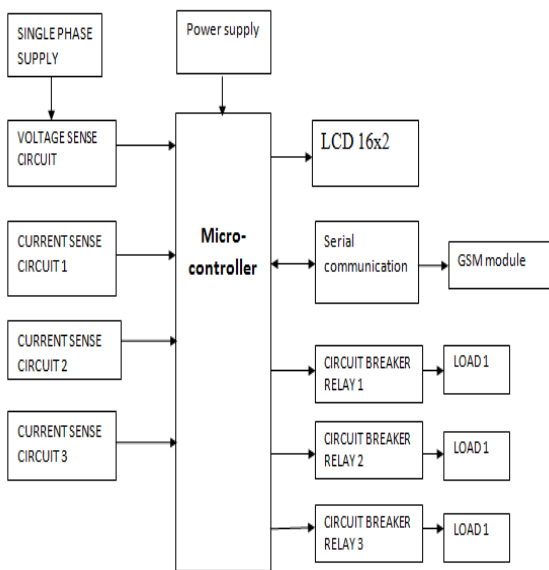 SINGLE PHASE
SUPPLY
Power supply
VOLTAGE SENSE
CIRCUIT
LCD 16x2
CURRENT SENSE
CIRCUIT 1
Micro-
controller
Serial
communication
GSM module
CURRENT SENSE
CIRCUIT 2
CIRCUIT BREAKER
RELAY 1
LOAD 1
CURRENT SENSE
CIRCUIT 3
CIRCUIT BREAKER
RELAY 2
LOAD 1
CIRCUIT BREAKER
RELAY 3
LOAD 1